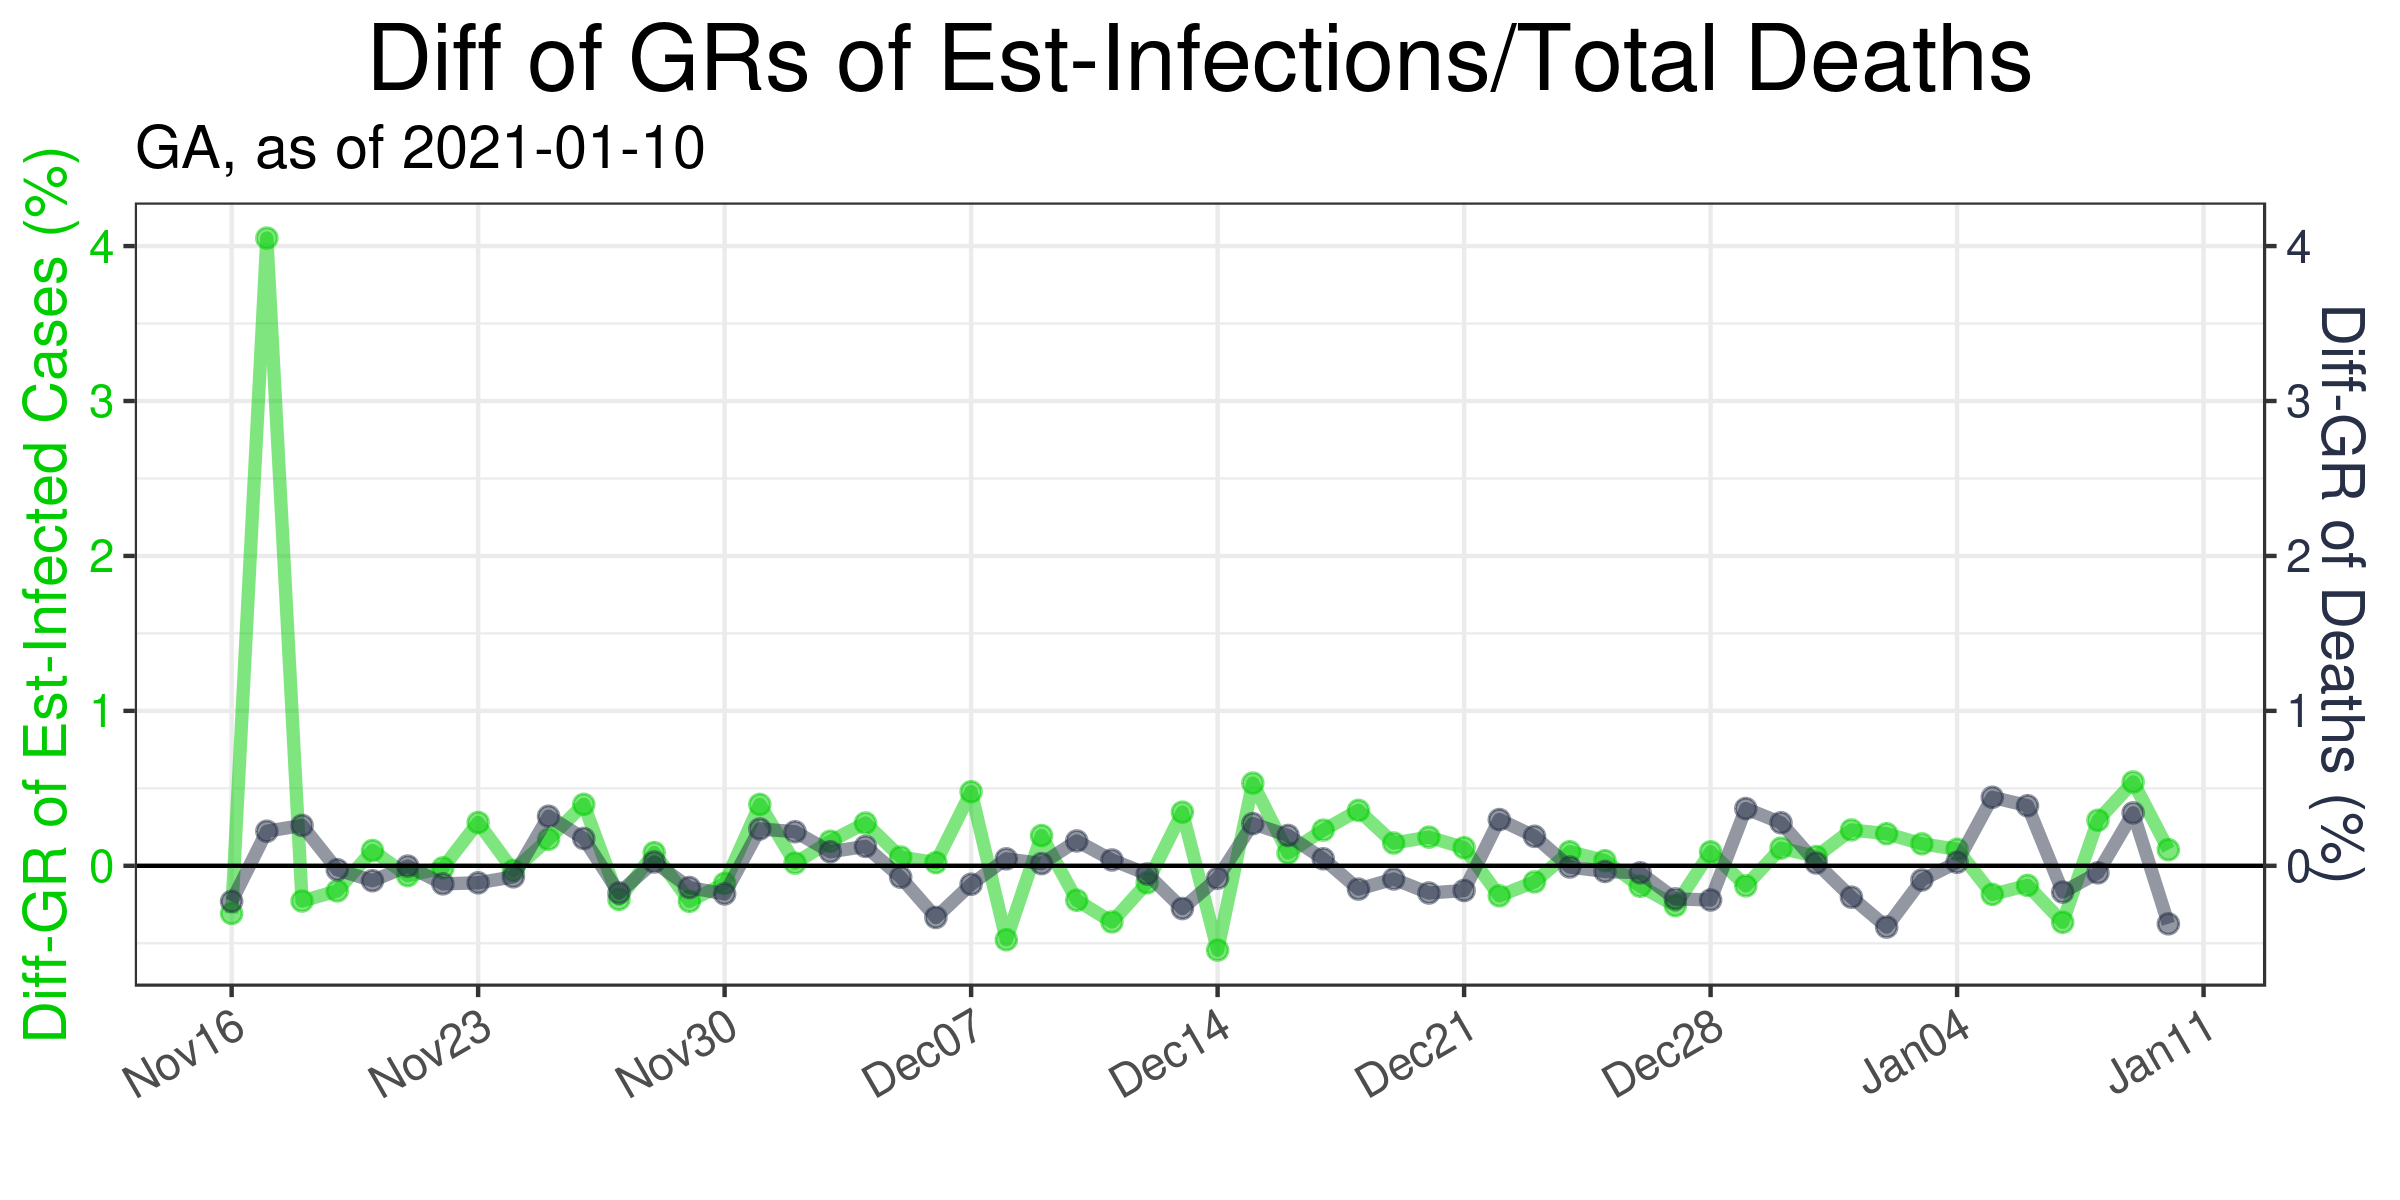 Diff of GRs of Est-Infections/Total Deaths
GA, as of 2021-01-10
Diff-GR of Est-Infected Cases (%)
4
3
2
1
0
4
3
2
1
0
Diff-GR of Deaths (%)
Nov16
Nov23
Nov30
Dec07
Dec14
Dec21
Dec28
Jan04
Jan11